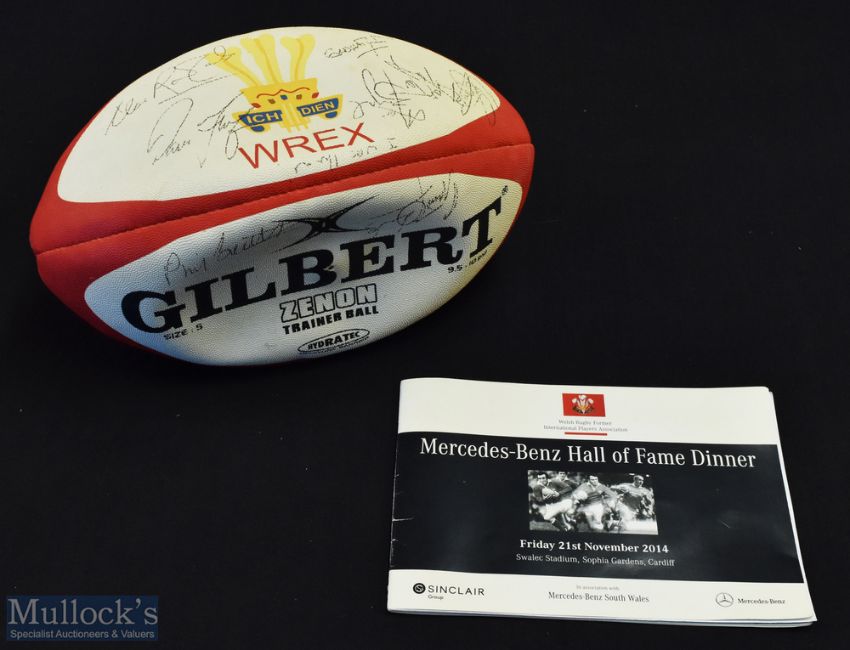 ICH DIEN
WREX
Phil Bennett
GILBERT®
SIZE : 5
ZENON
TRAINER BALL
HYDRATEC
Welsh Rugby Former
International Players Association
Mercedes-Benz Hall of Fame Dinner
Friday 21st November 2014
Swalec Stadium, Sophia Gardens, Cardiff
SINCLAIR
Group
In association with
Mercedes-Benz South Wales
Mercedes-Benz
Mullock's
Specialist Auctioneers & Valuers